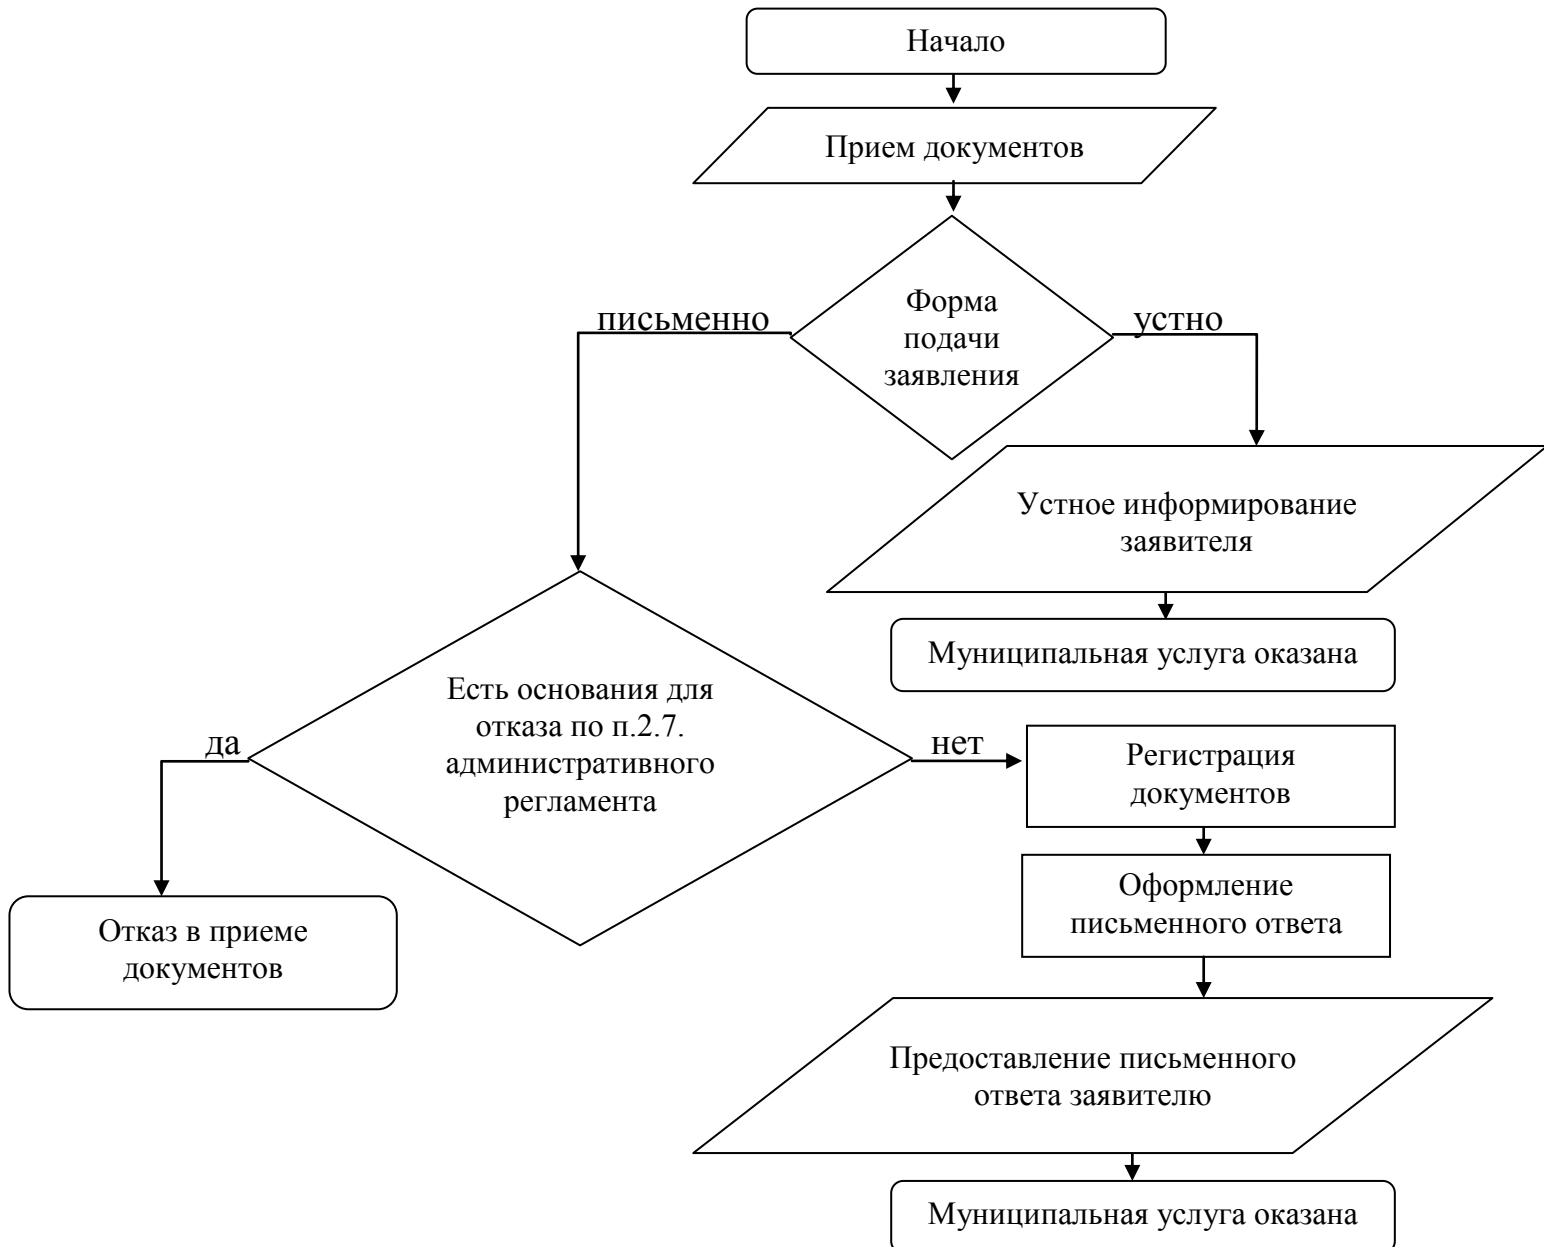 Начало
Прием документов
Форма
подачи
заявления
письменно
устно
Устное информирование
заявителя
Муниципальная услуга оказана
Есть основания для
отказа по п.2.7.
административного
регламента
да
нет
Регистрация
документов
Оформление
письменного ответа
Отказ в приеме
документов
Предоставление письменного
ответа заявителю
Муниципальная услуга оказана